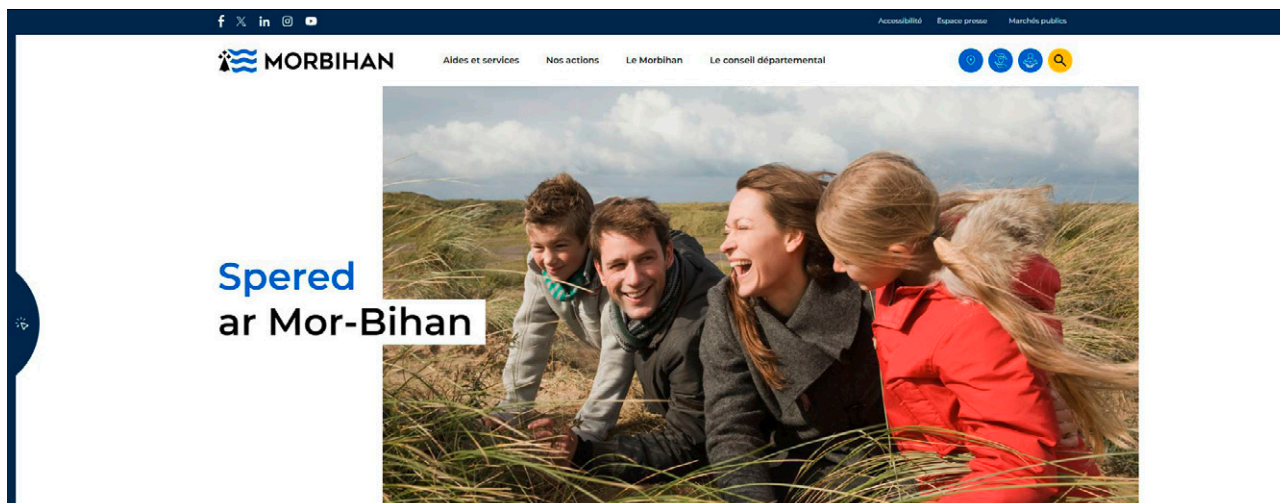 Accessibilité Espace presse Marchés publics
MORBIHAN Aides et services Nos actions Le Morbihan Le conseil départemental
Spered
ar Mor-Bihan